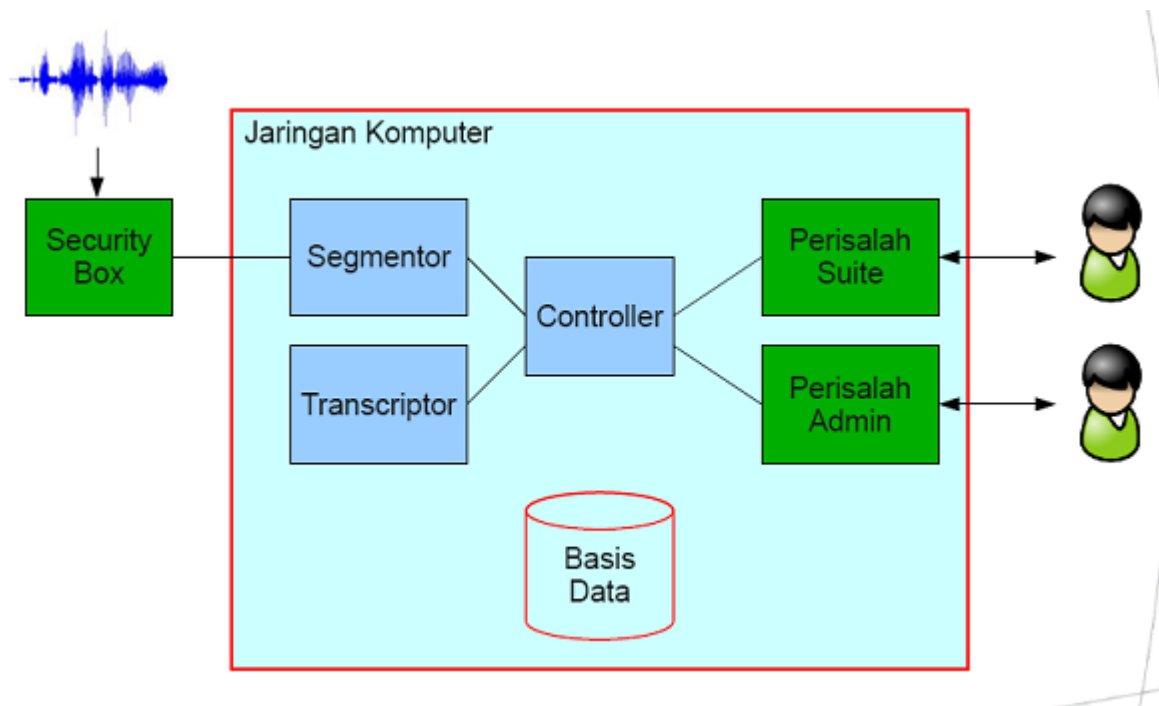 Jaringan Komputer
Security
Box
Segmentor
Transcriptor
Controller
Perisalah
Suite
Perisalah
Admin
Basis
Data